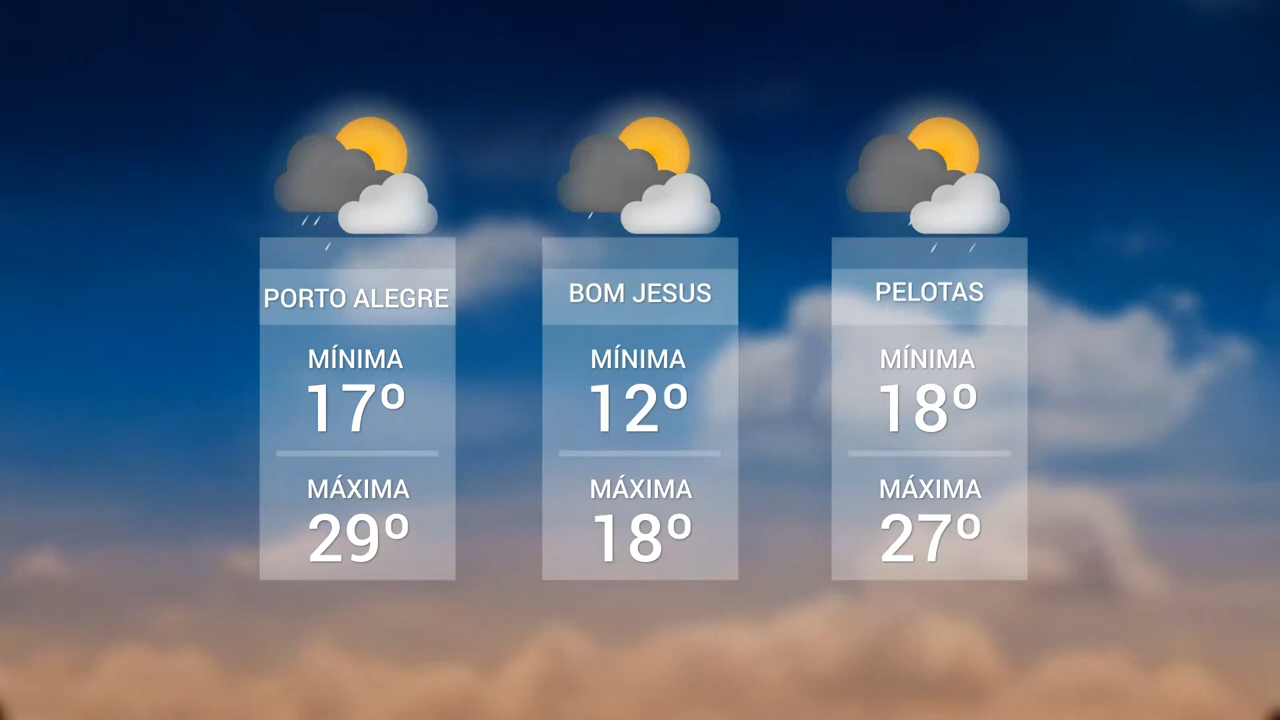 PORTO ALEGRE
MÍNIMA
17º
MÁXIMA
29º
BOM JESUS
MÍNIMA
12º
MÁXIMA
18º
PELOTAS
MÍNIMA
18º
MÁXIMA
27º